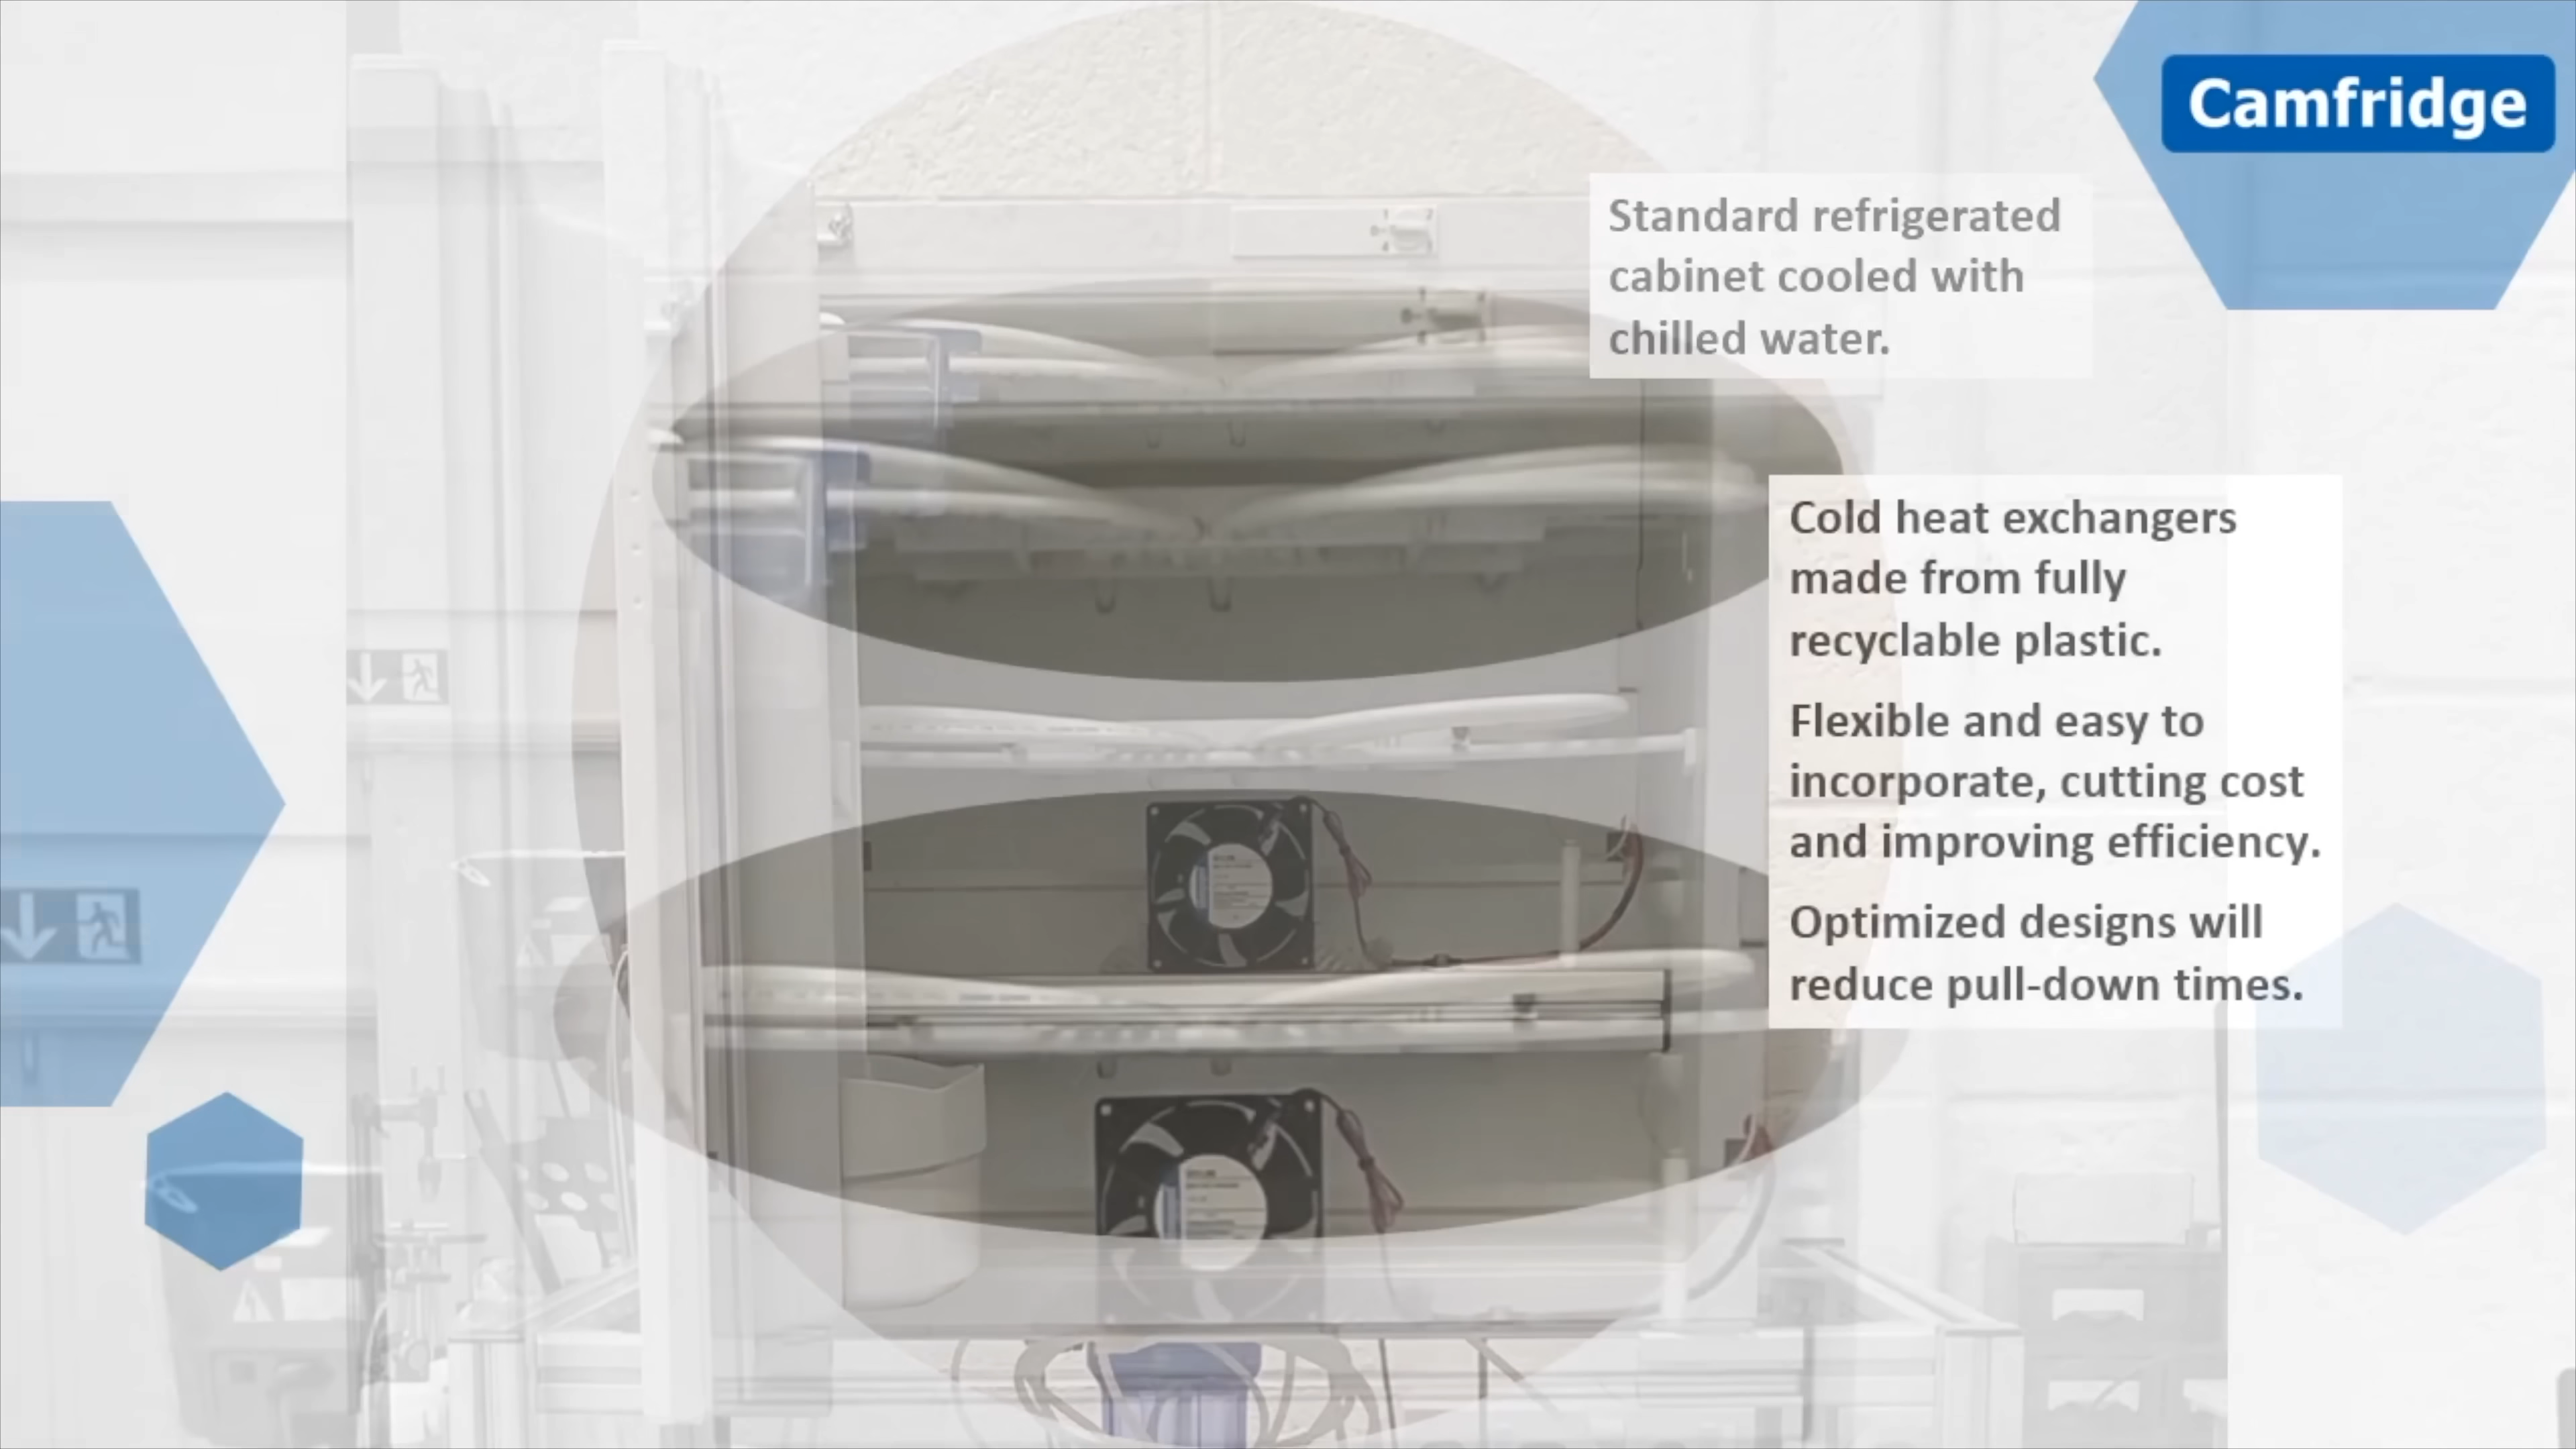 Camfridge
Standard refrigerated
cabinet cooled with
chilled water.
Cold heat exchangers
made from fully
recyclable plastic.
Flexible and easy to
incorporate, cutting cost
and improving efficiency.
Optimized designs will
reduce pull-down times.